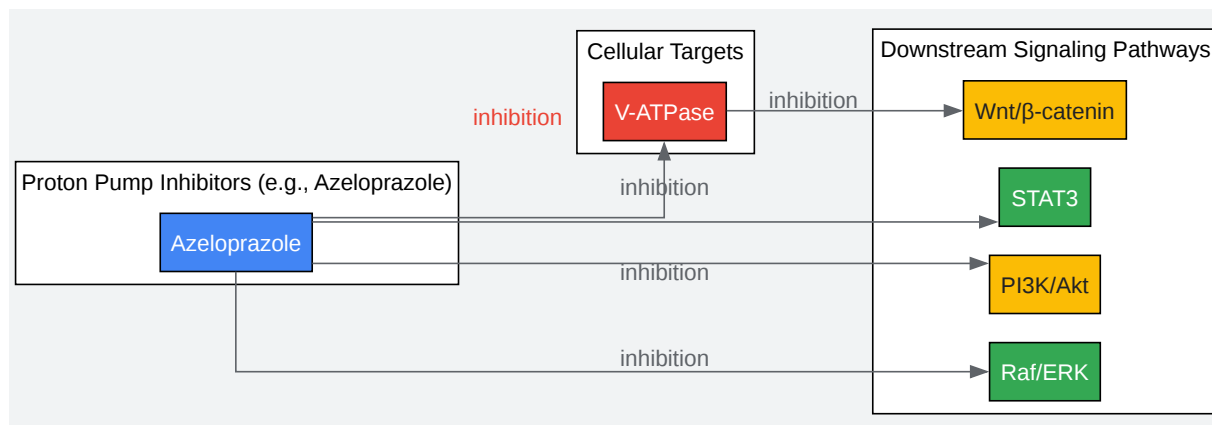 Cellular Targets
Downstream Signaling Pathways
V-ATPase
inhibition
Wnt/β-catenin
inhibition
Proton Pump Inhibitors (e.g., Azeloprazole)
inhibition
STAT3
Azeloprazole
inhibition
PI3K/Akt
inhibition
Raf/ERK